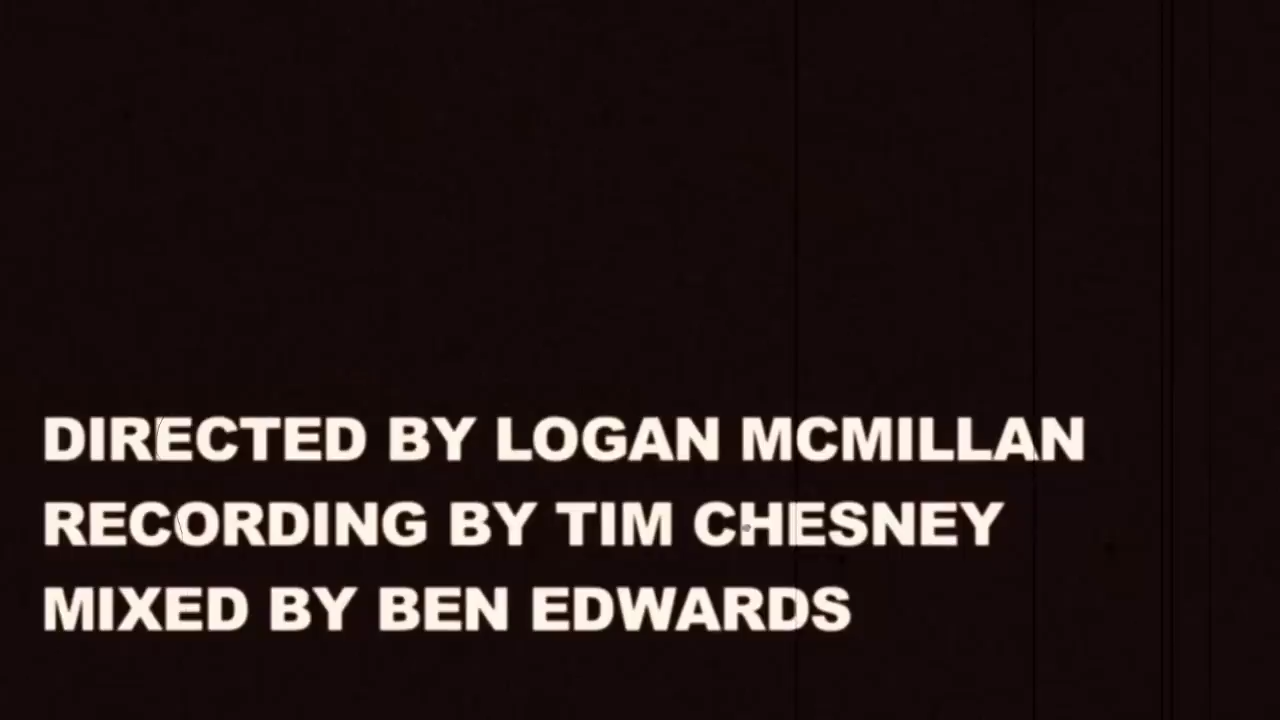 DIRECTED BY LOGAN MCMILLAN
RECORDING BY TIM CHESNEY
MIXED BY BEN EDWARDS